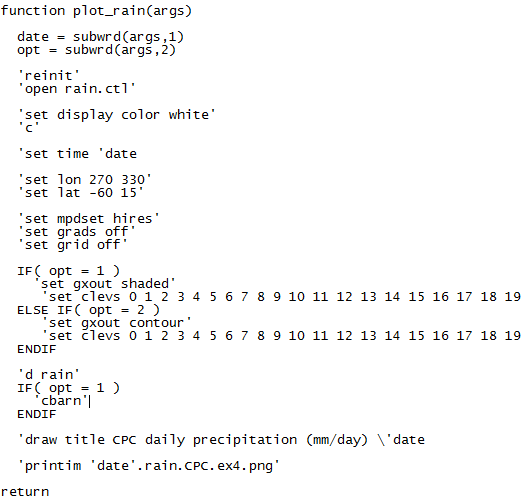 function plot_rain(args)
date = subwrd(args,1)
opt = subwrd(args,2)
'reinit'
'open rain.ctl'
'set display color white'
'c'
'set time 'date
'set lon 270 330'
'set lat -60 15'
'set mpdset hires'
'set grads off'
'set grid off'
IF( opt = 1 )
'set gxout shaded'
'set clevs 0 1 2 3 4 5 6 7 8 9 10 11 12 13 14 15 16 17 18 19
ELSE IF( opt = 2 )
'set gxout contour'
'set clevs 0 1 2 3 4 5 6 7 8 9 10 11 12 13 14 15 16 17 18 19
ENDIF
'd rain'
IF( opt = 1 )
'cbarn'
ENDIF
'draw title CPC daily precipitation (mm/day) \'date
'printim 'date'.rain.CPC.ex4.png'
return